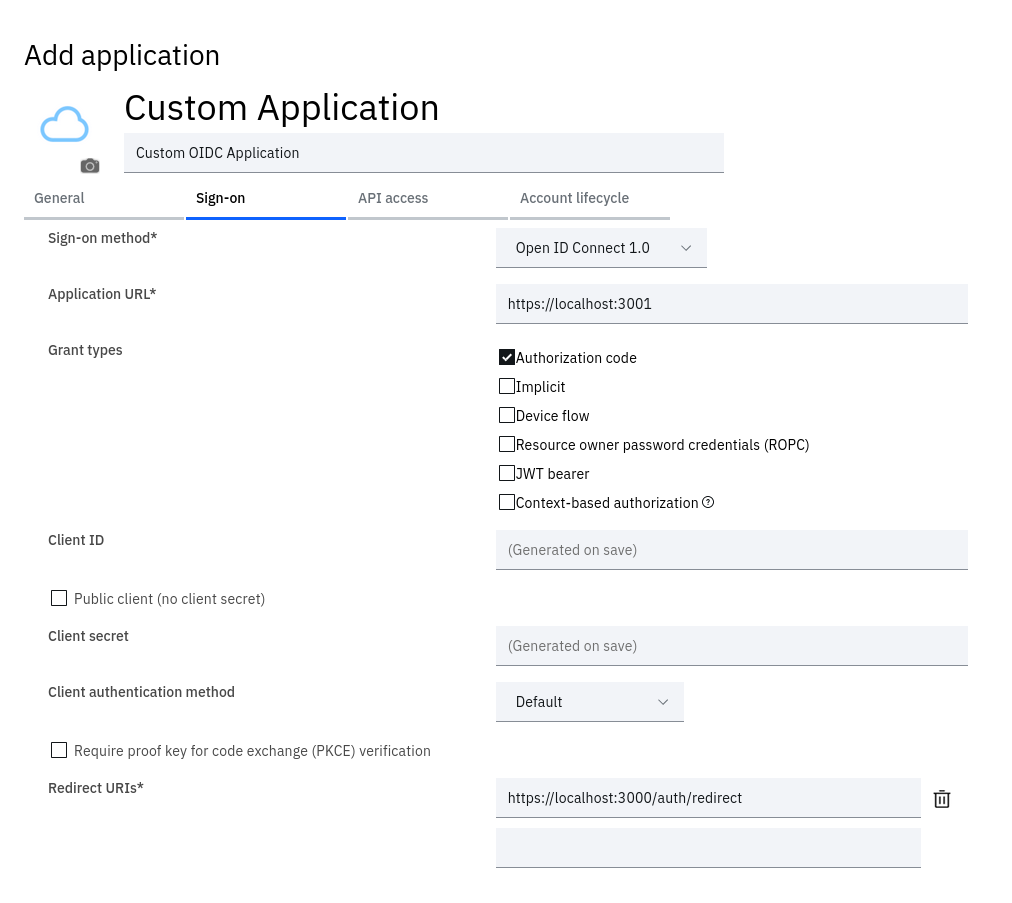 Add application
Custom Application
Custom OIDC Application
General Sign-on API access Account lifecycle
Sign-on method* Open ID Connect 1.0
Application URL* https://localhost:3001
Grant types
Authorization code
Implicit
Device flow
Resource owner password credentials (ROPC)
JWT bearer
Context-based authorization ?
Client ID (Generated on save)
Public client (no client secret)
Client secret (Generated on save)
Client authentication method Default
Require proof key for code exchange (PKCE) verification
Redirect URIs* https://localhost:3000/auth/redirect